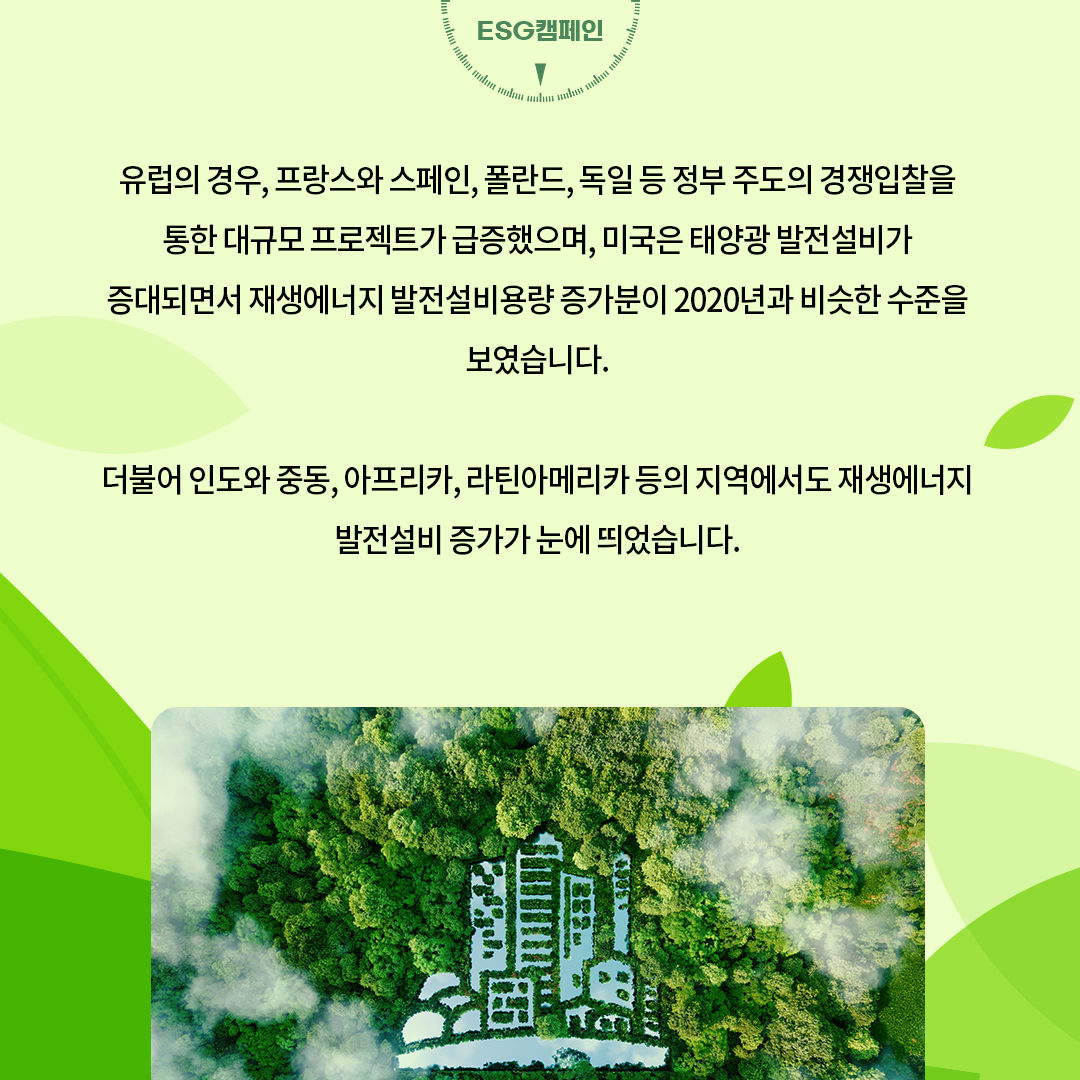 ESG캠페인
유럽의 경우, 프랑스와 스페인, 폴란드, 독일 등 정부 주도의 경쟁입찰을
통한 대규모 프로젝트가 급증했으며, 미국은 태양광 발전설비가
증대되면서 재생에너지 발전설비용량 증가분이 2020년과 비슷한 수준을
보였습니다.
더불어 인도와 중동, 아프리카, 라틴아메리카 등의 지역에서도 재생에너지
발전설비 증가가 눈에 띄었습니다.